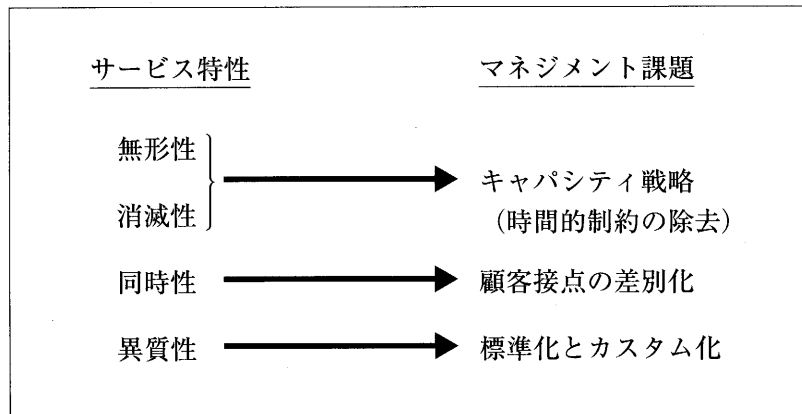 サービス特性
マネジメント課題
無形性
消滅性
キャパシティ戦略
（時間的制約の除去）
同時性
顧客接点の差別化
異質性
標準化とカスタム化